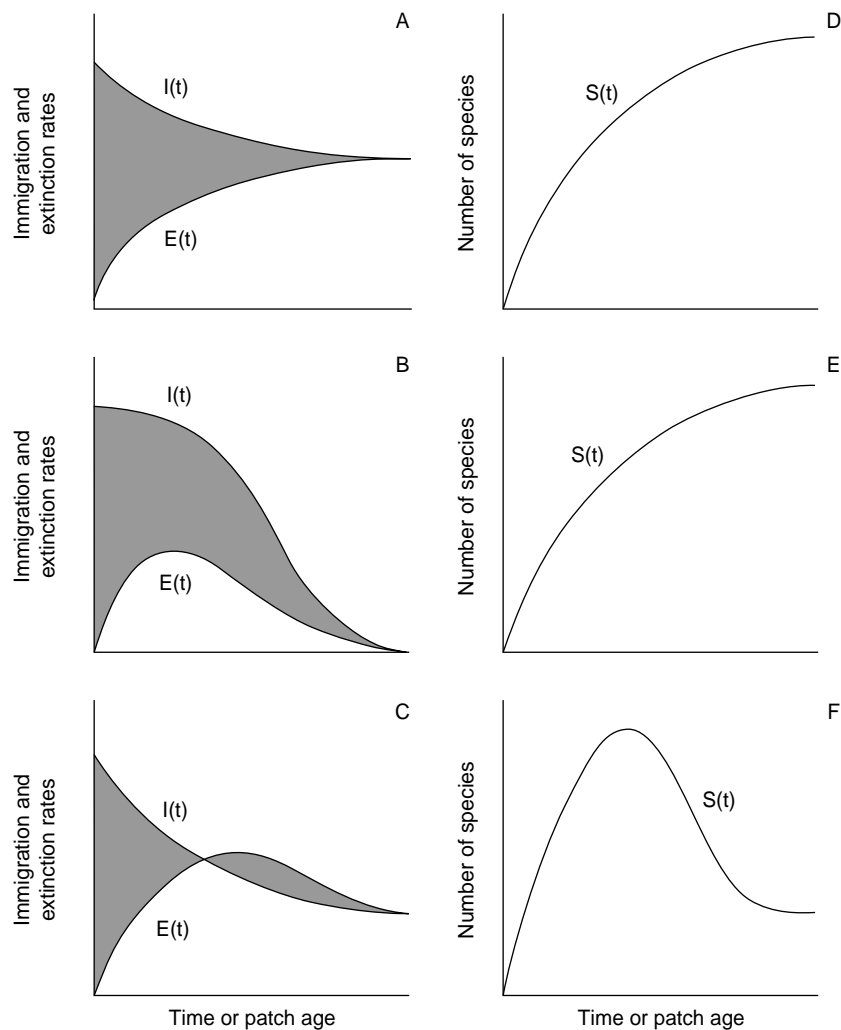 A
Immigration and
extinction rates
I(t)
E(t)
D
Number of species
S(t)
B
Immigration and
extinction rates
I(t)
E(t)
E
Number of species
S(t)
C
Immigration and
extinction rates
I(t)
E(t)
Time or patch age
F
Number of species
S(t)
Time or patch age